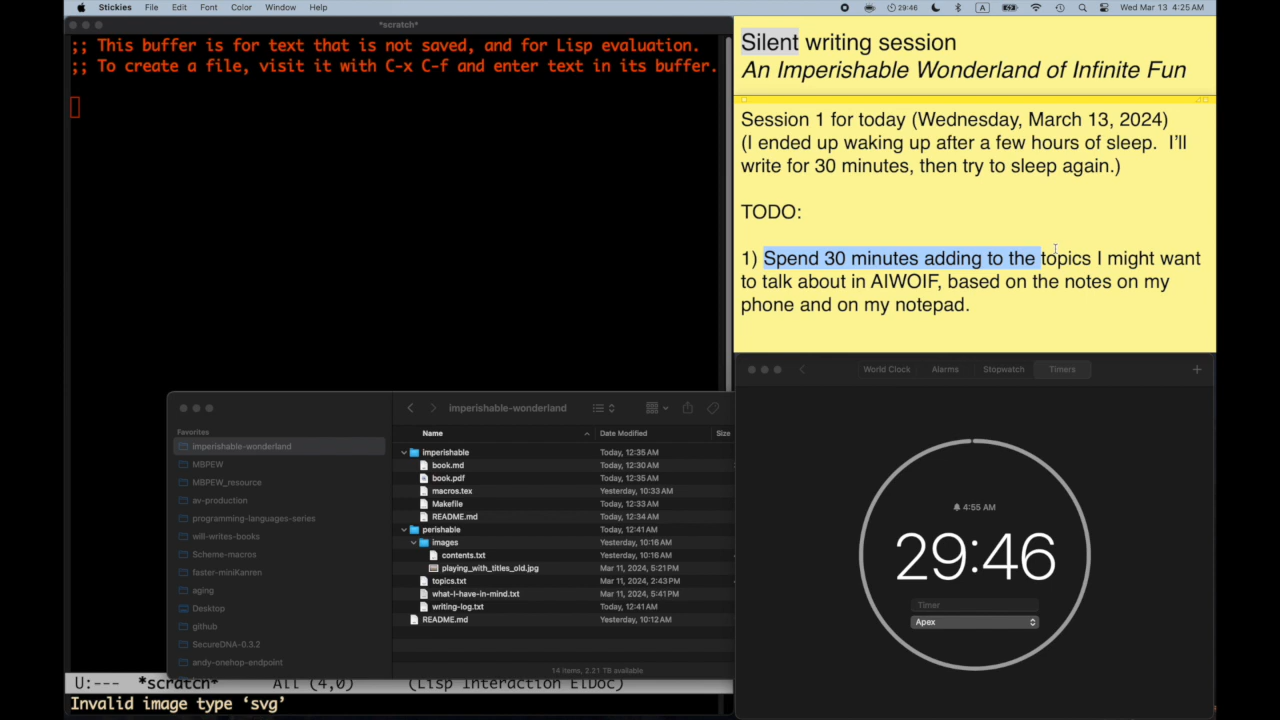 Stickies File Edit Font Color Window Help 29:46 A Wed Mar 13 4:25 AM
*scratch*
;; This buffer is for text that is not saved, and for Lisp evaluation.
;; To create a file, visit it with C-x C-f and enter text in its buffer.
Silent writing session
An Imperishable Wonderland of Infinite Fun
Session 1 for today (Wednesday, March 13, 2024)
(I ended up waking up after a few hours of sleep. I'll
write for 30 minutes, then try to sleep again.)
TODO:
1) Spend 30 minutes adding to the topics I might want
to talk about in AIWOIF, based on the notes on my
phone and on my notepad.
imperishable-wonderland
Favorites
imperishable-wonderland
MBPEW
MBPEW_resource
av-production
programming-languages-series
will-writes-books
Scheme-macros
faster-miniKanren
aging
Desktop
github
SecureDNA-0.3.2
andy-onehop-endpoint
Name Date Modified Size
imperishable Today, 12:35 AM
book.md Today, 12:30 AM
book.pdf Today, 12:35 AM
macros.tex Yesterday, 10:33 AM
Makefile Today, 12:33 AM
README.md Today, 12:34 AM
perishable Today, 12:41 AM
images Yesterday, 10:16 AM
contents.txt Yesterday, 10:16 AM
playing_with_titles_old.jpg Mar 11, 2024, 5:21 PM
topics.txt Mar 11, 2024, 2:43 PM
what-I-have-in-mind.txt Mar 11, 2024, 5:41 PM
writing-log.txt Today, 12:41 AM
README.md Yesterday, 10:12 AM
14 items, 2.21 TB available
World Clock Alarms Stopwatch Timers
4:55 AM
29:46
Timer
Apex
U:--- *scratch* All (4,0) (Lisp Interaction ElDoc)
Invalid image type ‘svg’